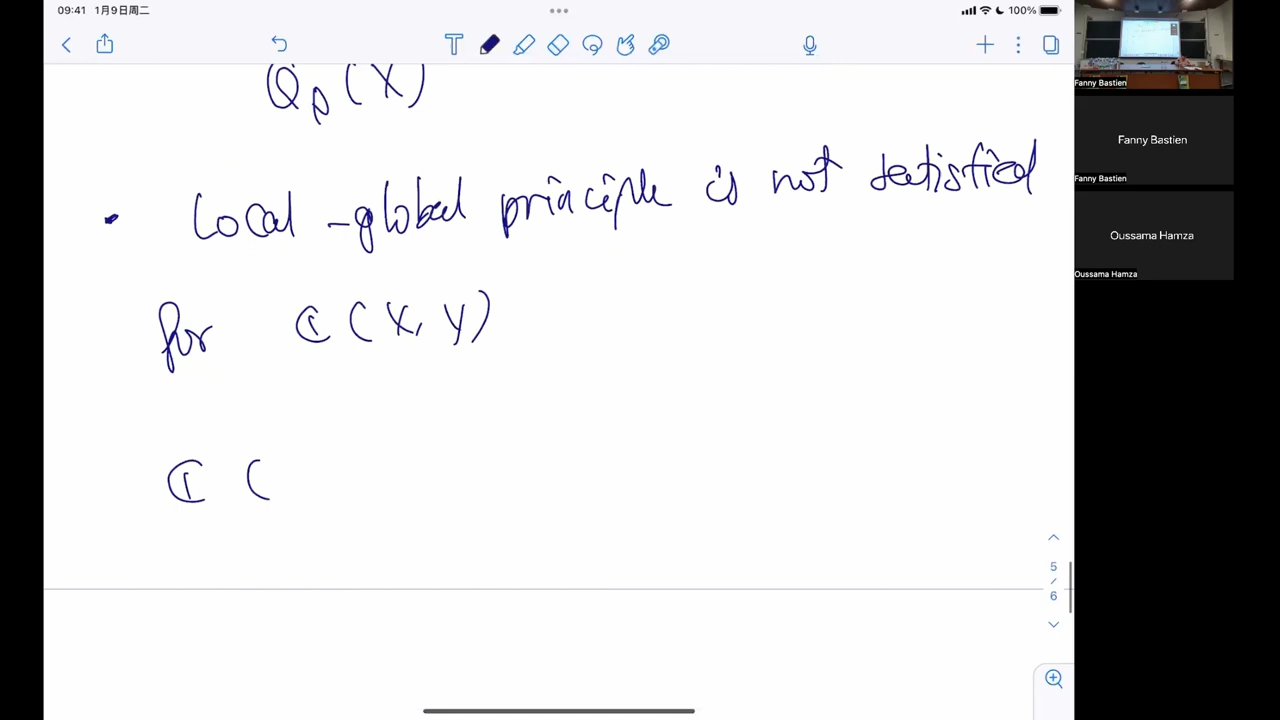 09:41 1月9日周二
100%
Q_p(X)
• Local-global principle is not satisfied
for ℂ(X, Y)
ℂ (
5
/
6
Fanny Bastien
Fanny Bastien
Fanny Bastien
Oussama Hamza
Oussama Hamza